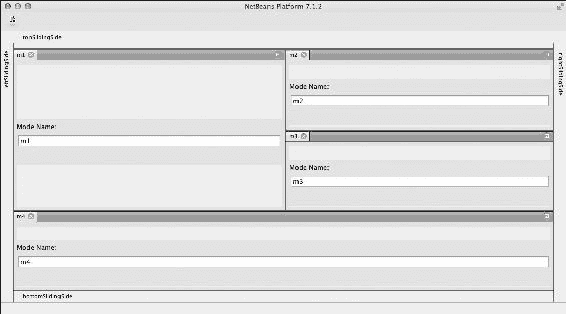 NetBeans Platform 7.1.2
topSlidingSide
leftSlidingSide
m1
Mode Name:
m1
m2
Mode Name:
m2
m3
Mode Name:
m3
rightSlidingSide
m4
Mode Name:
m4
bottomSlidingSide